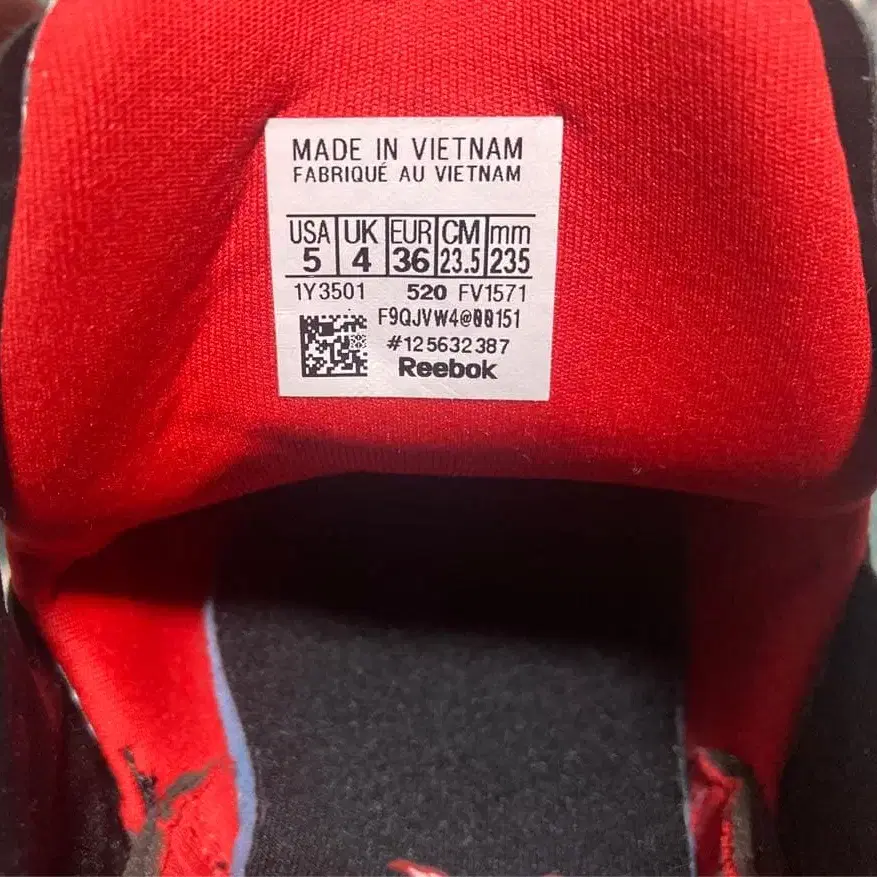 MADE IN VIETNAM
FABRIQUÉ AU VIETNAM
USA UK EUR CM mm
5 4 36 23.5 235
1Y3501 520 FV1571
F9QJVW4@00151
#125632387
Reebok